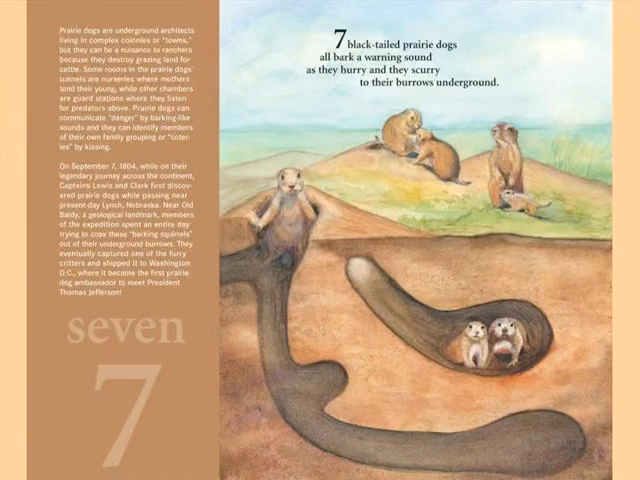 Prairie dogs are underground architects
living in complex colonies or "towns,"
but they can be a nuisance to ranchers
because they destroy grazing land for
cattle. Some rooms in the prairie dogs'
tunnels are nurseries where mothers
tend their young, while other chambers
are guard stations where they listen
for predators above. Prairie dogs can
communicate "danger" by barking-like
sounds and they can identify members
of their own family grouping or "coter-
ies" by kissing.
On September 7, 1804, while on their
legendary journey across the continent,
Captains Lewis and Clark first discov-
ered prairie dogs while passing near
present-day Lynch, Nebraska. Near Old
Baldy, a geological landmark, members
of the expedition spent an entire day
trying to coax these "barking squirrels"
out of their underground burrows. They
eventually captured one of the furry
critters and shipped it to Washington
D.C., where it became the first prairie
dog ambassador to meet President
Thomas Jefferson!
seven
7
7 black-tailed prairie dogs
all bark a warning sound
as they hurry and they scurry
to their burrows underground.